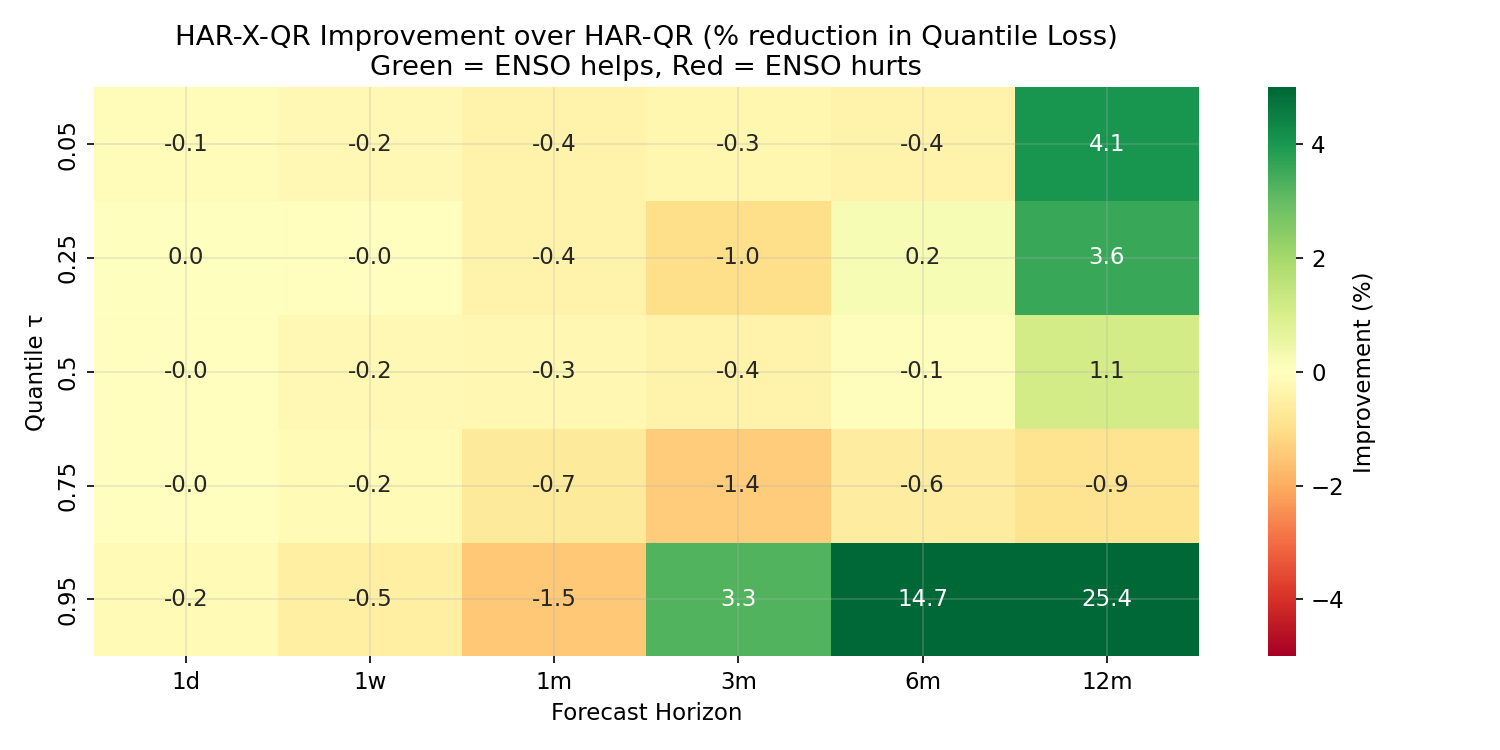 HAR-X-QR Improvement over HAR-QR (% reduction in Quantile Loss)
Green = ENSO helps, Red = ENSO hurts
Quantile τ
0.05 -0.1 -0.2 -0.4 -0.3 -0.4 4.1
0.25 0.0 -0.0 -0.4 -1.0 0.2 3.6
0.5 -0.0 -0.2 -0.3 -0.4 -0.1 1.1
0.75 -0.0 -0.2 -0.7 -1.4 -0.6 -0.9
0.95 -0.2 -0.5 -1.5 3.3 14.7 25.4
1d 1w 1m 3m 6m 12m
Forecast Horizon
4
2
0
−2
−4
Improvement (%)